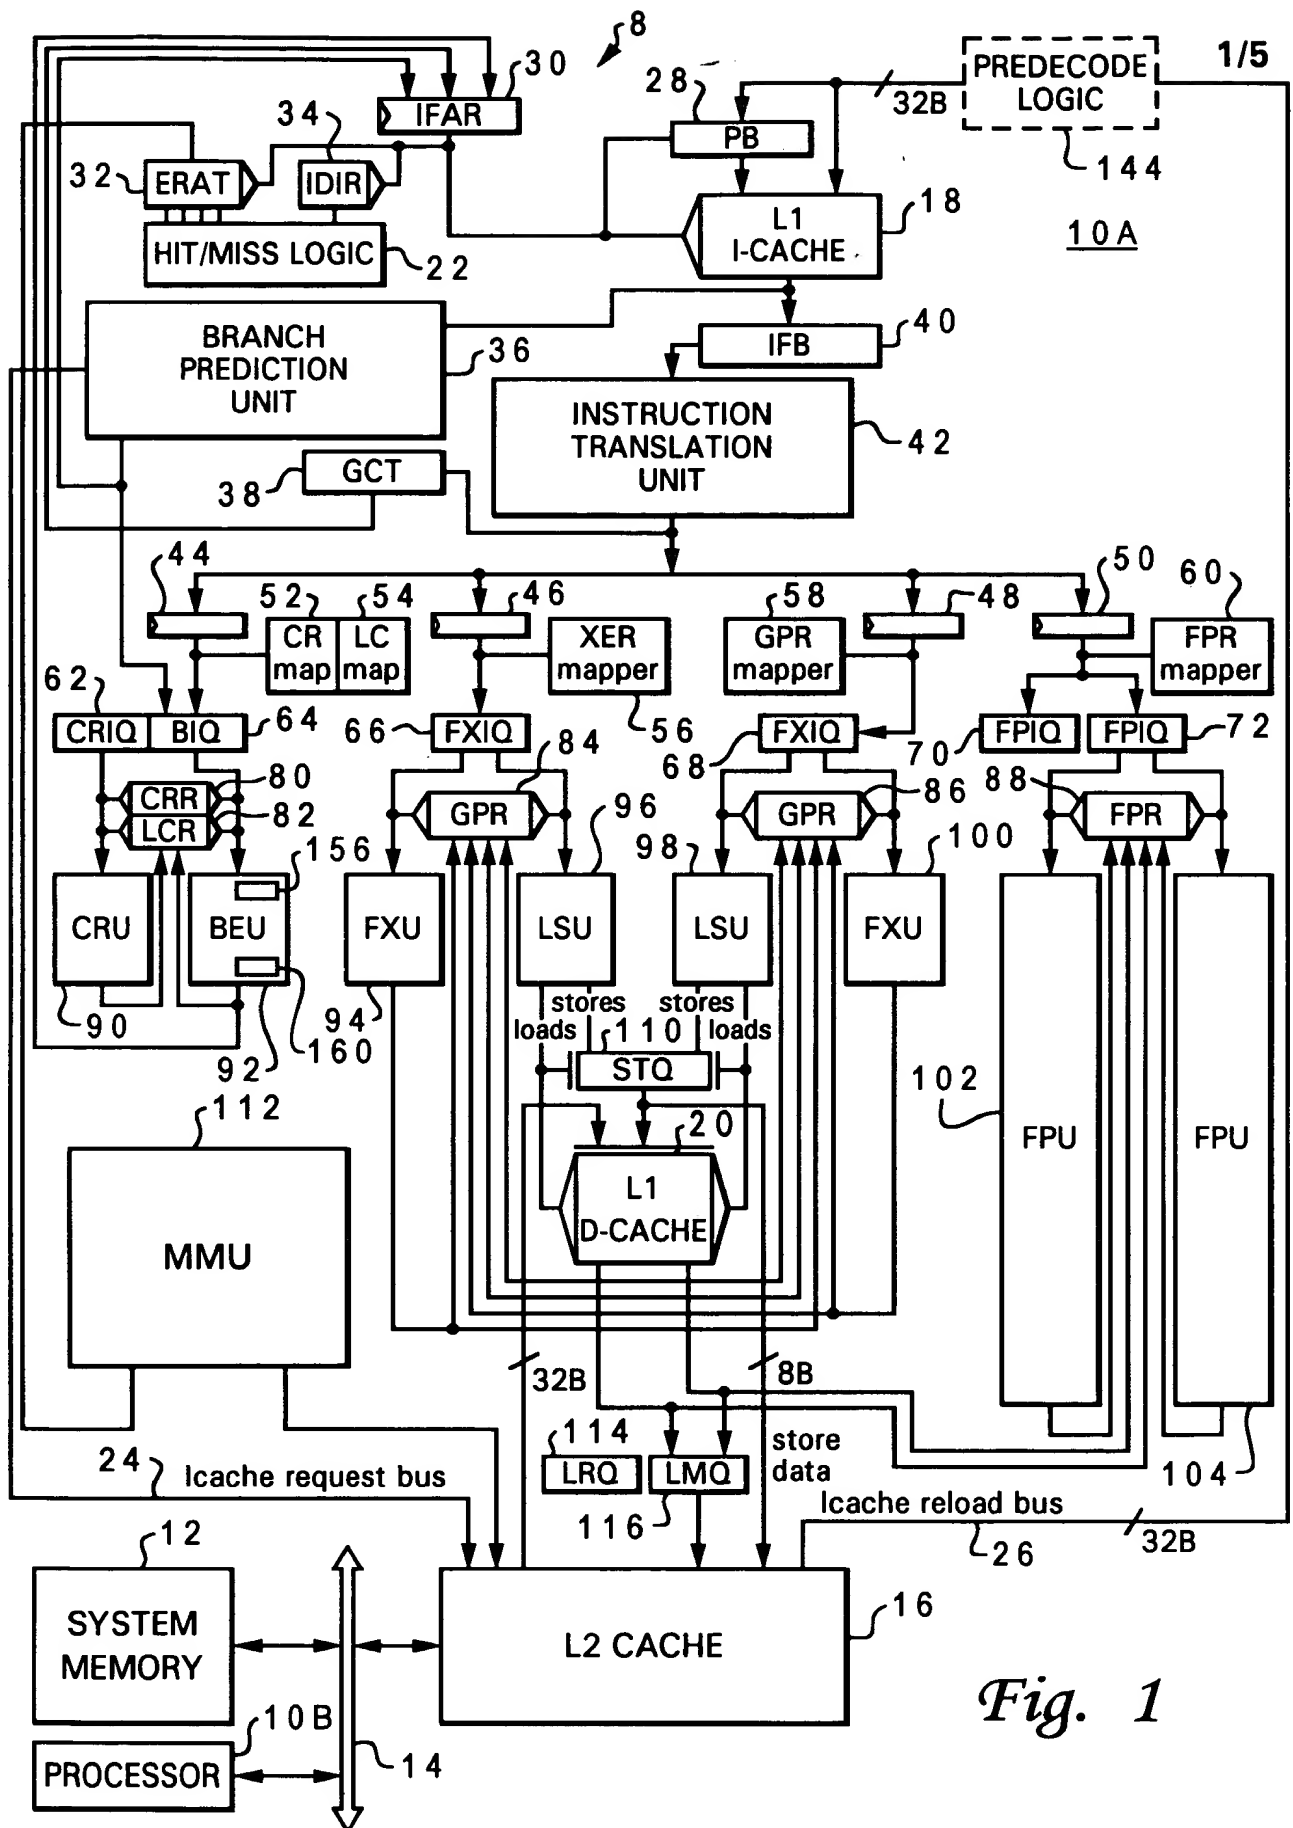 8
1/5
PREDECODE
LOGIC
144
10A
32B
28
PB
30
IFAR
34
32
ERAT
IDIR
HIT/MISS LOGIC
22
L1
I-CACHE
18
BRANCH
PREDICTION
UNIT
36
IFB
40
INSTRUCTION
TRANSLATION
UNIT
42
38
GCT
44
52
54
46
58
48
50
60
CR
map
LC
map
XER
mapper
56
GPR
mapper
FPR
mapper
62
CRIQ
BIQ
64
66
FXIQ
68
FXIQ
70
FPIQ
FPIQ
72
80
CRR
LCR
82
84
GPR
96
GPR
86
88
FPR
98
100
156
CRU
BEU
FXU
LSU
LSU
FXU
90
92
160
94
stores
stores
loads
loads
110
STQ
102
FPU
FPU
104
112
MMU
20
L1
D-CACHE
32B
8B
114
LRQ
LMQ
116
store
data
24
Icache request bus
Icache reload bus
26
32B
12
SYSTEM
MEMORY
L2 CACHE
16
10B
PROCESSOR
14
Fig. 1